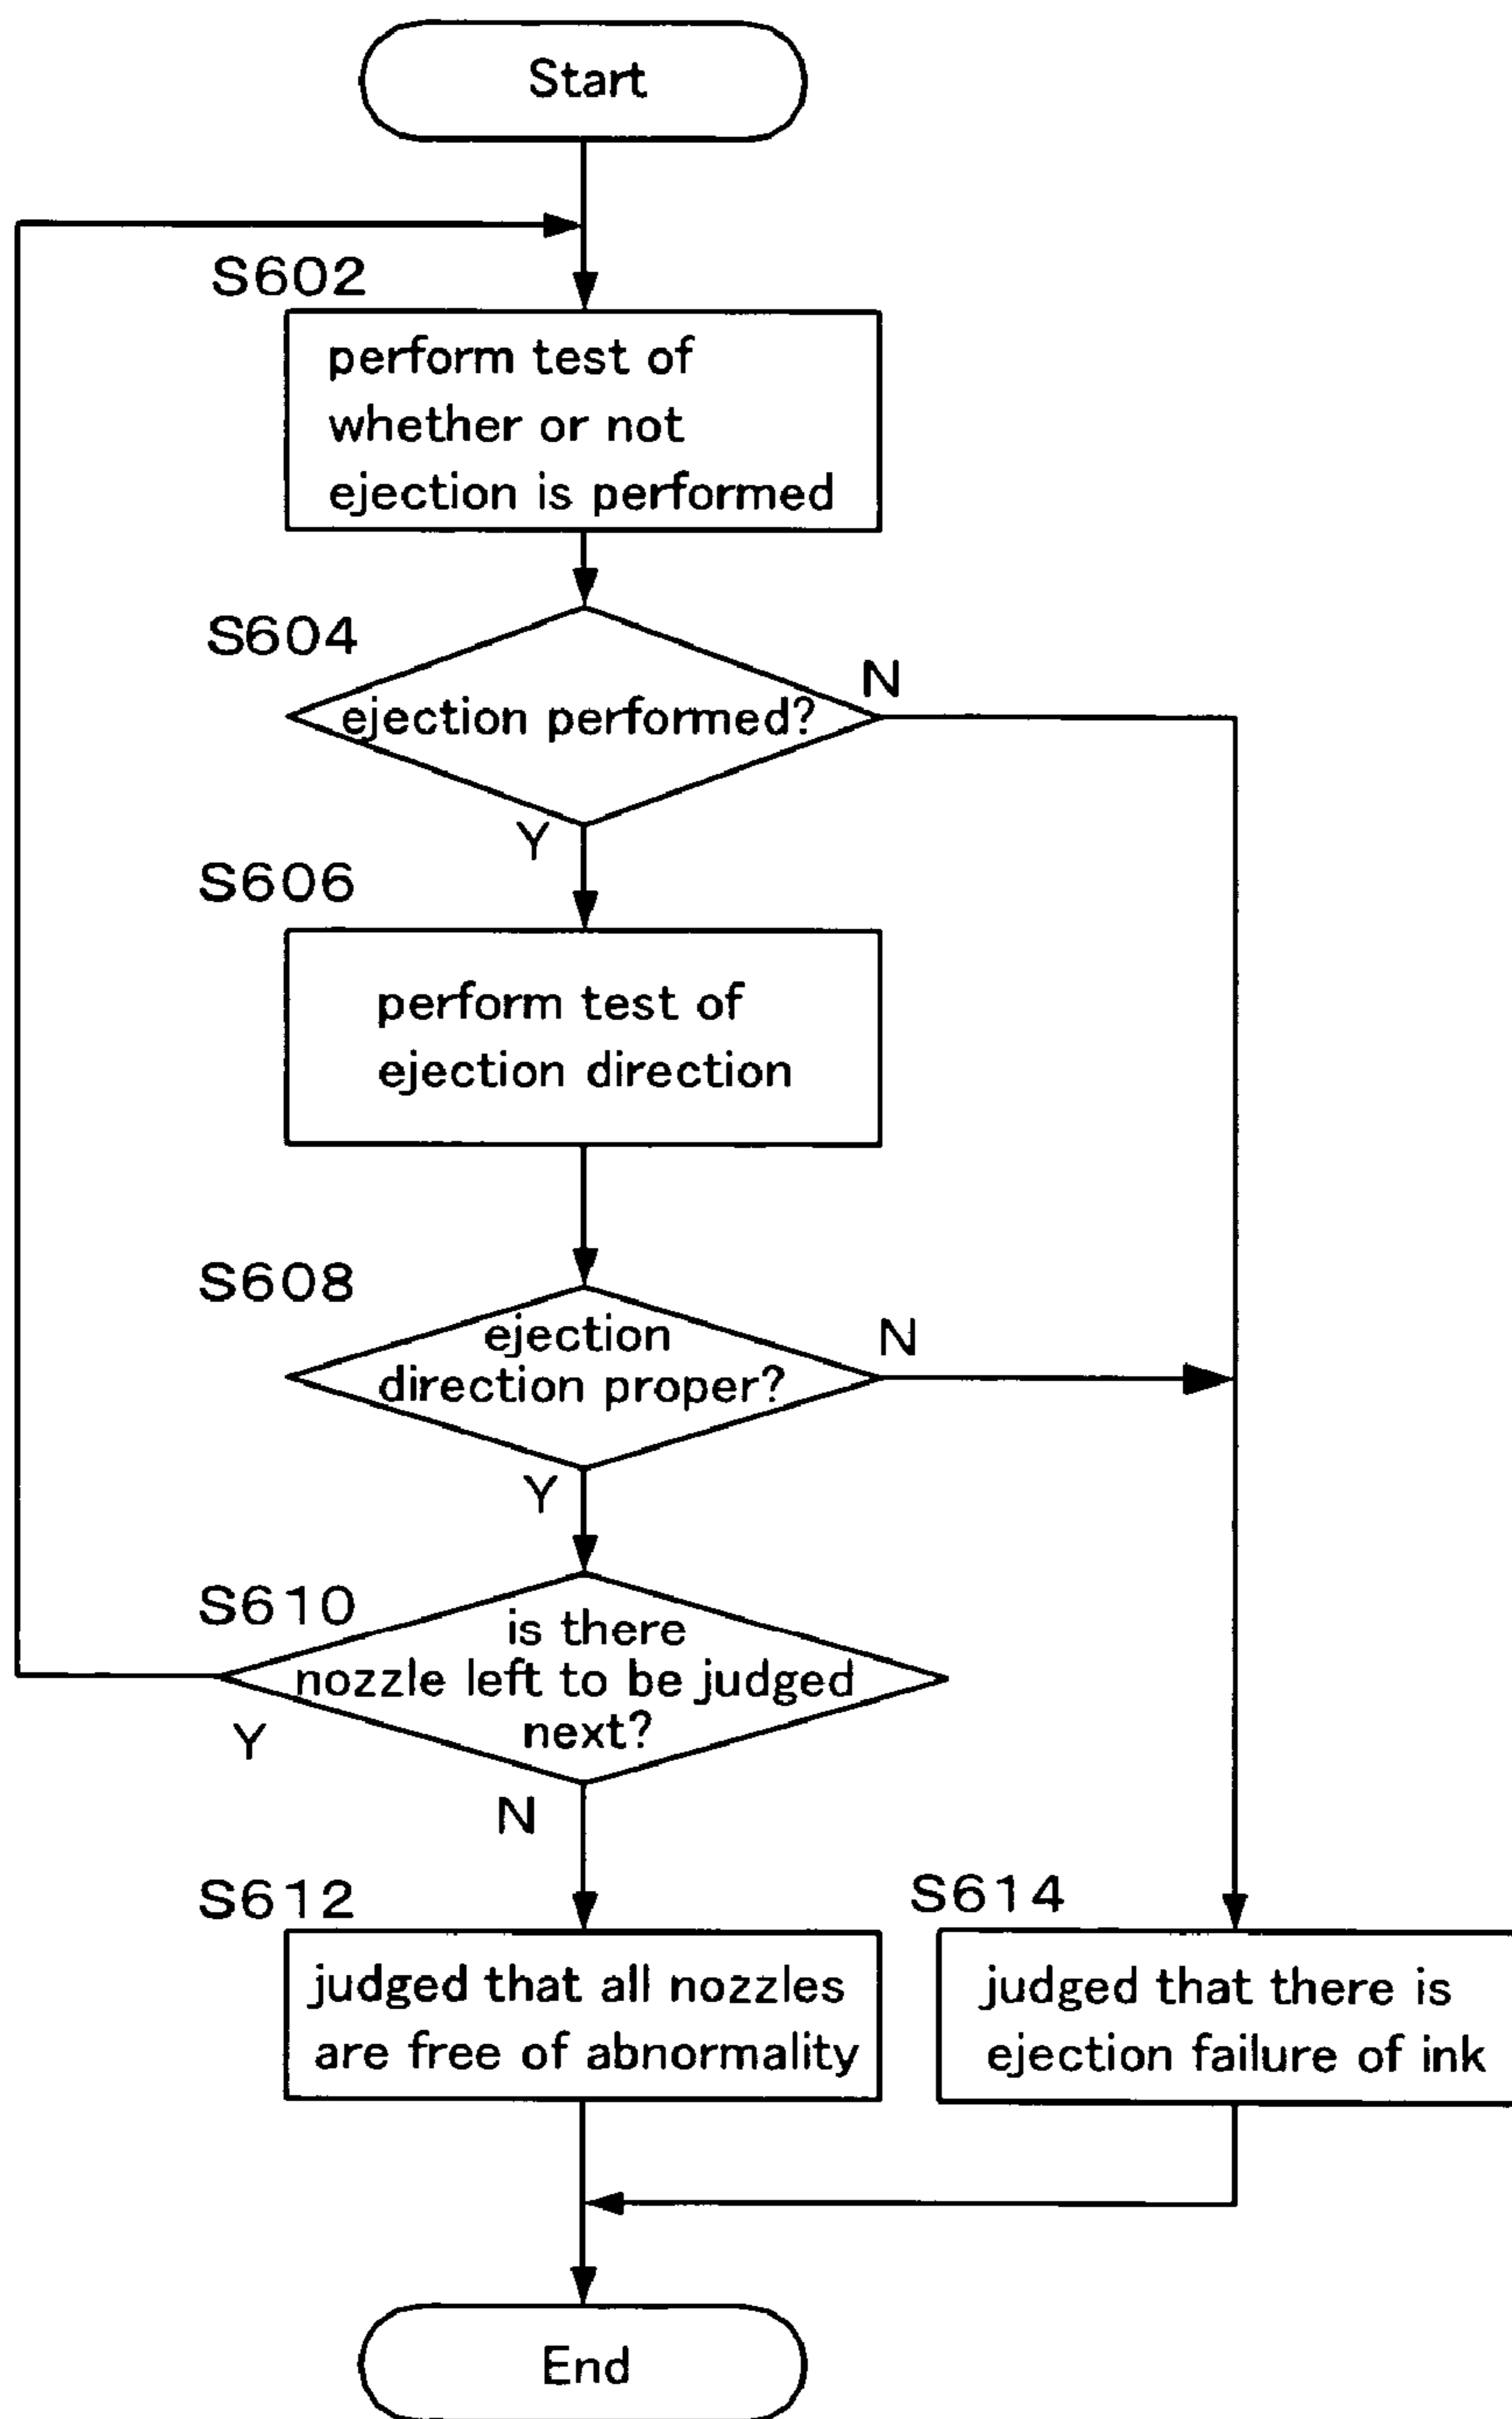 Start
S602
perform test of
whether or not
ejection is performed
S604
N
ejection performed?
Y
S606
perform test of
ejection direction
S608
ejection
N
direction proper?
Y
S610
is there
nozzle left to be judged
next?
Y
N
S612
judged that all nozzles
are free of abnormality
S614
judged that there is
ejection failure of ink
End